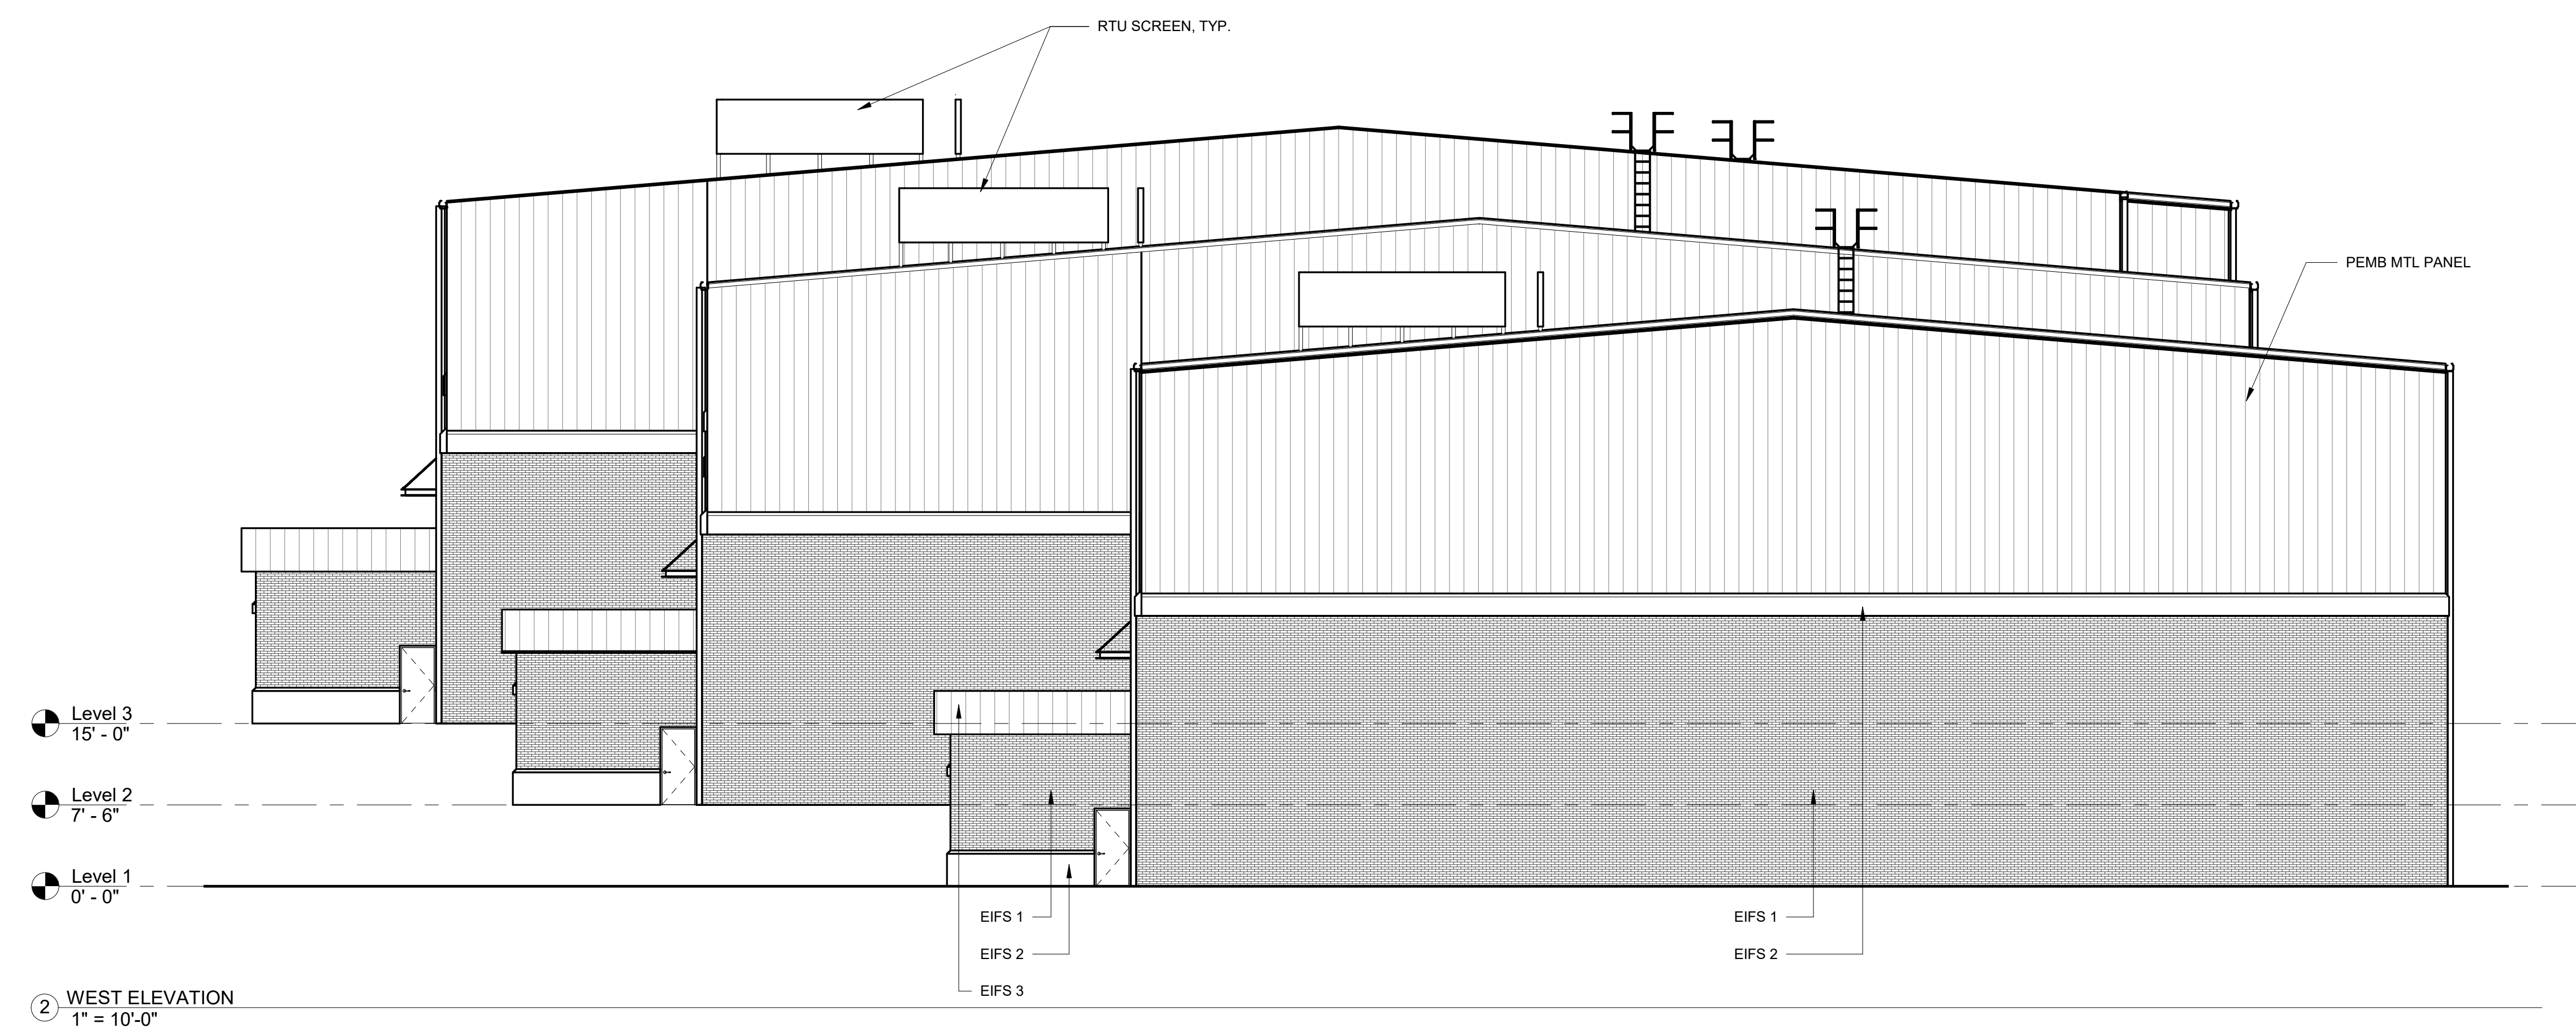 RTU SCREEN, TYP.
PEMB MTL PANEL
Level 3
15' - 0"
Level 2
7' - 6"
Level 1
0' - 0"
EIFS 1
EIFS 1
EIFS 2
EIFS 2
EIFS 3
2
WEST ELEVATION
1" = 10'-0"